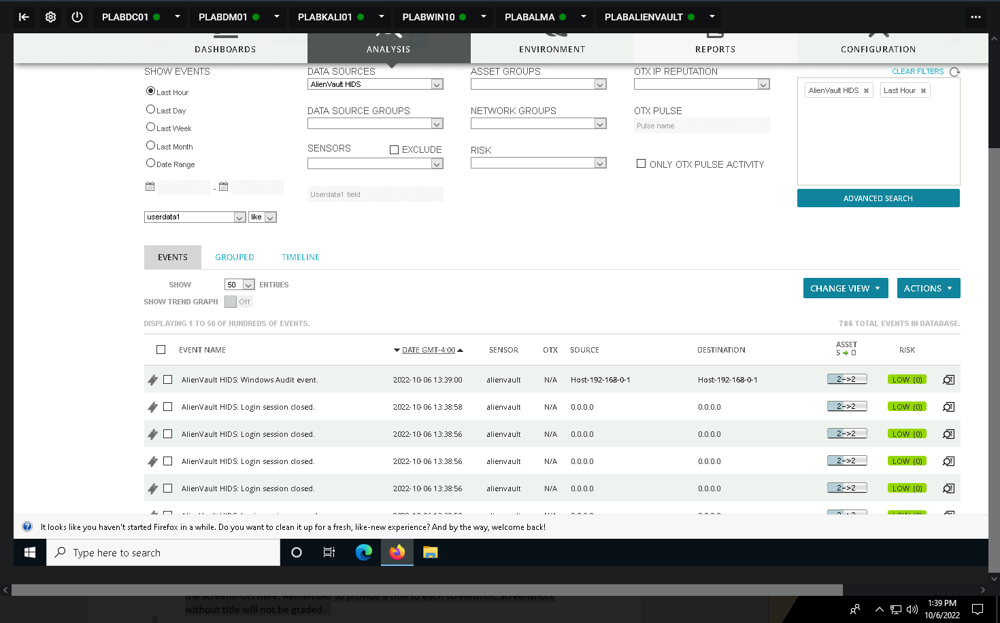 PLABDC01 PLABDM01 PLABKALI01 PLABWIN10 PLABALMA PLABALIENVAULT
DASHBOARDS ANALYSIS ENVIRONMENT REPORTS CONFIGURATION
SHOW EVENTS DATA SOURCES ASSET GROUPS OTX IP REPUTATION CLEAR FILTERS
AlienVault HIDS
Last Hour
AlienVault HIDS × Last Hour ×
Last Day DATA SOURCE GROUPS NETWORK GROUPS OTX PULSE
Last Week Pulse name
Last Month SENSORS EXCLUDE RISK
Date Range ONLY OTX PULSE ACTIVITY
-
Userdata1 field
ADVANCED SEARCH
userdata1 like
EVENTS GROUPED TIMELINE
SHOW 50 ENTRIES
CHANGE VIEW ACTIONS
SHOW TREND GRAPH Off
DISPLAYING 1 TO 50 OF HUNDREDS OF EVENTS. 786 TOTAL EVENTS IN DATABASE.
EVENT NAME DATE GMT-4:00 SENSOR OTX SOURCE DESTINATION ASSET S D RISK
AlienVault HIDS: Windows Audit event. 2022-10-06 13:39:00 alienvault N/A Host-192-168-0-1 Host-192-168-0-1 2->2 LOW (0)
AlienVault HIDS: Login session closed. 2022-10-06 13:38:58 alienvault N/A 0.0.0.0 0.0.0.0 2->2 LOW (0)
AlienVault HIDS: Login session closed. 2022-10-06 13:38:56 alienvault N/A 0.0.0.0 0.0.0.0 2->2 LOW (0)
AlienVault HIDS: Login session closed. 2022-10-06 13:38:56 alienvault N/A 0.0.0.0 0.0.0.0 2->2 LOW (0)
AlienVault HIDS: Login session closed. 2022-10-06 13:38:56 alienvault N/A 0.0.0.0 0.0.0.0 2->2 LOW (0)
It looks like you haven't started Firefox in a while. Do you want to clean it up for a fresh, like-new experience? And by the way, welcome back!
Type here to search
the screenshots here. Remember to provide a title to each screenshot. Screenshots
without title will not be graded.
1:39 PM
10/6/2022